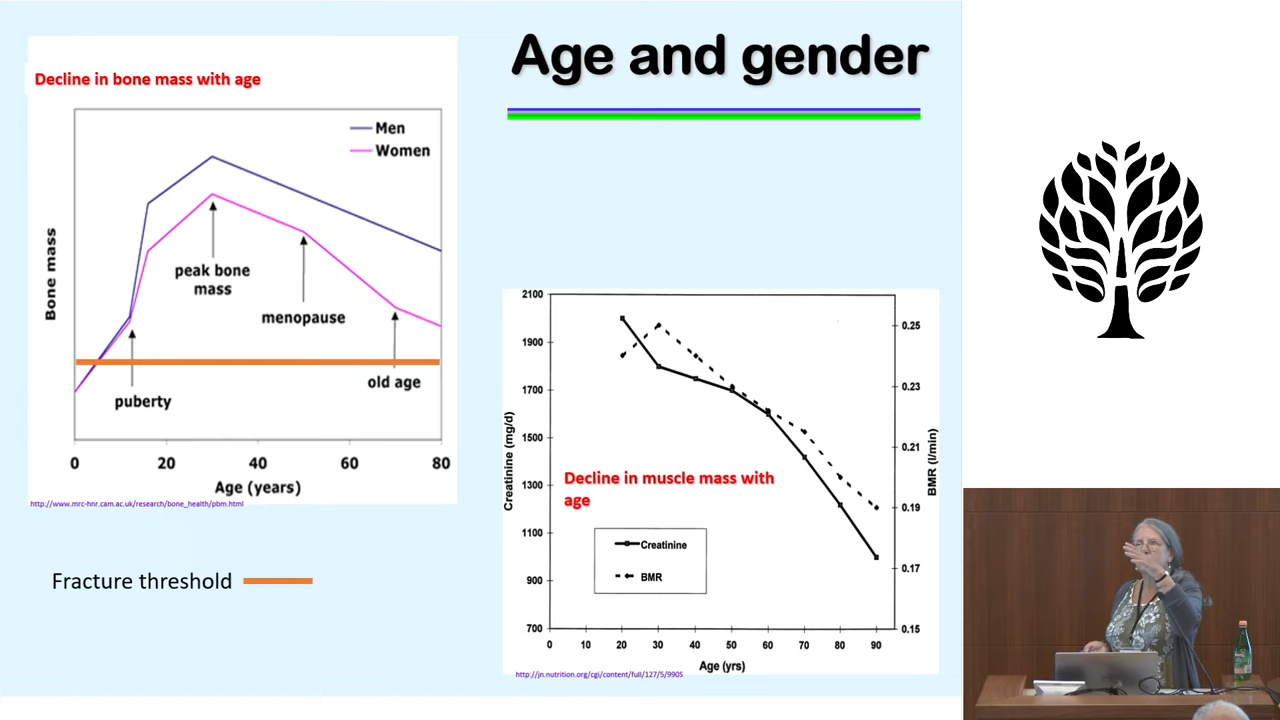 Age and gender
Decline in bone mass with age
Men
Women
Bone mass
peak bone
mass
menopause
old age
puberty
0 20 40 60 80
Age (years)
http://www.mrc-hnr.cam.ac.uk/research/bone_health/pbm.html
Fracture threshold
2100
1900
1700
1500
1300
1100
900
700
Creatinine (mg/d)
0.25
0.23
0.21
0.19
0.17
0.15
BMR (l/min)
Decline in muscle mass with
age
Creatinine
BMR
0 10 20 30 40 50 60 70 80 90
Age (yrs)
http://jn.nutrition.org/cgi/content/full/127/5/990S